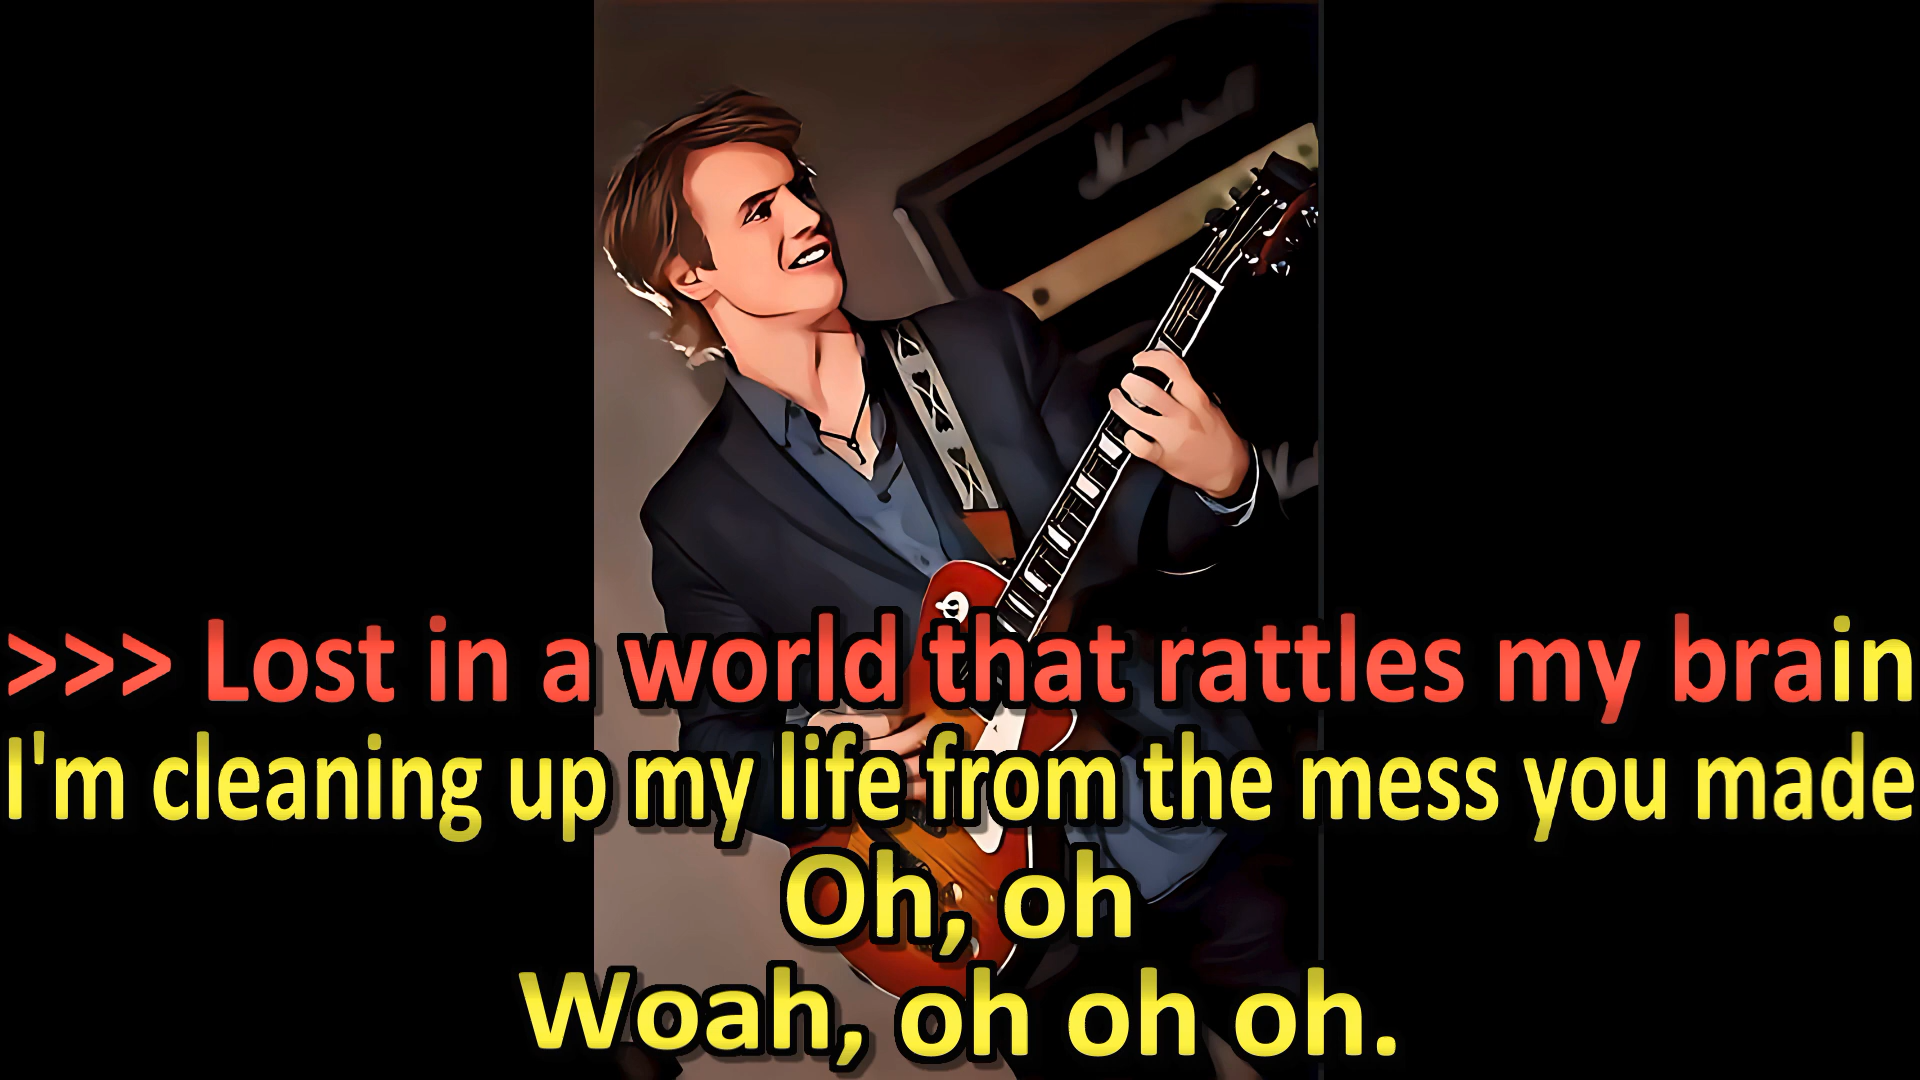 Marshall
>>> Lost in a world that rattles my brain
I'm cleaning up my life from the mess you made
Oh, oh
Woah, oh oh oh.